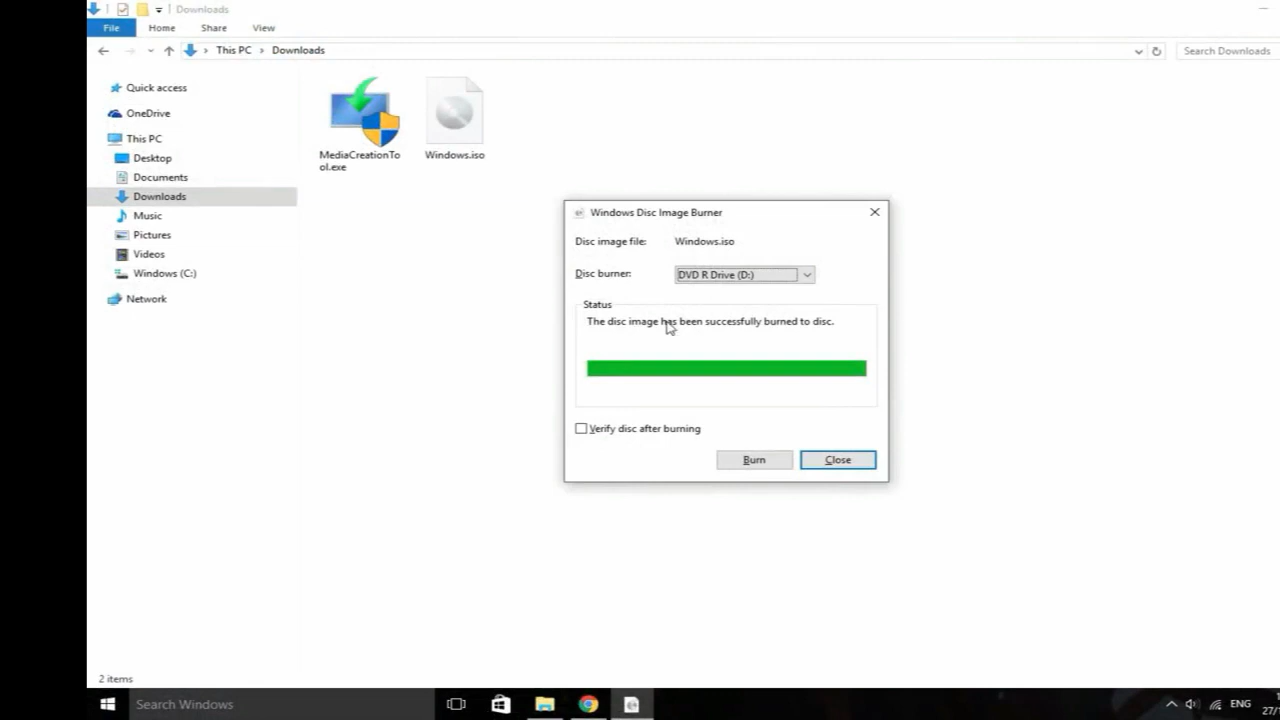 Downloads
File Home Share View
This PC Downloads
Search Downloads
Quick access
OneDrive
This PC
Desktop
Documents
Downloads
Music
Pictures
Videos
Windows (C:)
Network
MediaCreationTo
ol.exe
Windows.iso
Windows Disc Image Burner
Disc image file: Windows.iso
Disc burner: DVD R Drive (D:)
Status
The disc image has been successfully burned to disc.
Verify disc after burning
Burn Close
2 items
Search Windows
ENG